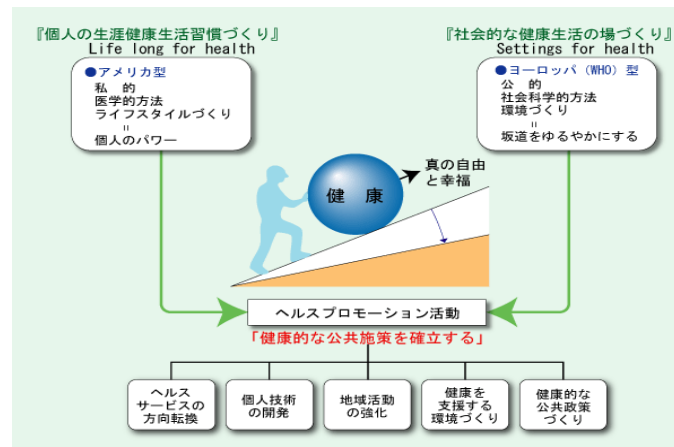 『個人の生涯健康生活習慣づくり』
Life long for health
●アメリカ型
私　的
医学的方法
ライフスタイルづくり
=
個人のパワー
『社会的な健康生活の場づくり』
Settings for health
●ヨーロッパ（WHO）型
公　的
社会科学的方法
環境づくり
=
坂道をゆるやかにする
健　康
真の自由
と幸福
ヘルスプロモーション活動
「健康的な公共施策を確立する」
ヘルス
サービスの
方向転換
個人技術
の開発
地域活動
の強化
健康を
支援する
環境づくり
健康的な
公共政策
づくり